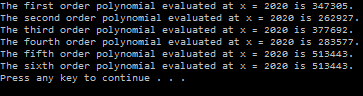 The first order polynomial evaluated at x = 2020 is 347305.
The second order polynomial evaluated at x = 2020 is 262927.
The third order polynomial evaluated at x = 2020 is 377692.
The fourth order polynomial evaluated at x = 2020 is 283577.
The fifth order polynomial evaluated at x = 2020 is 513443.
The sixth order polynomial evaluated at x = 2020 is 513443.
Press any key to continue . . .